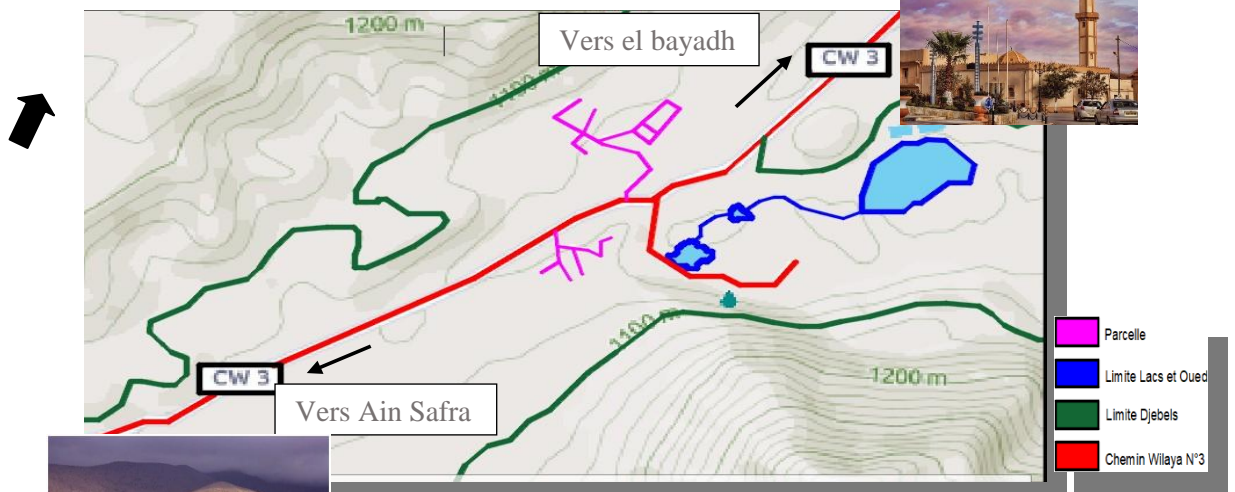 1200 m
Vers el bayadh
CW 3
1100 m
1100 m
1200 m
CW 3
Vers Ain Safra
Parcelle
Limite Lacs et Oued
Limite Djebels
Chemin Wilaya N°3